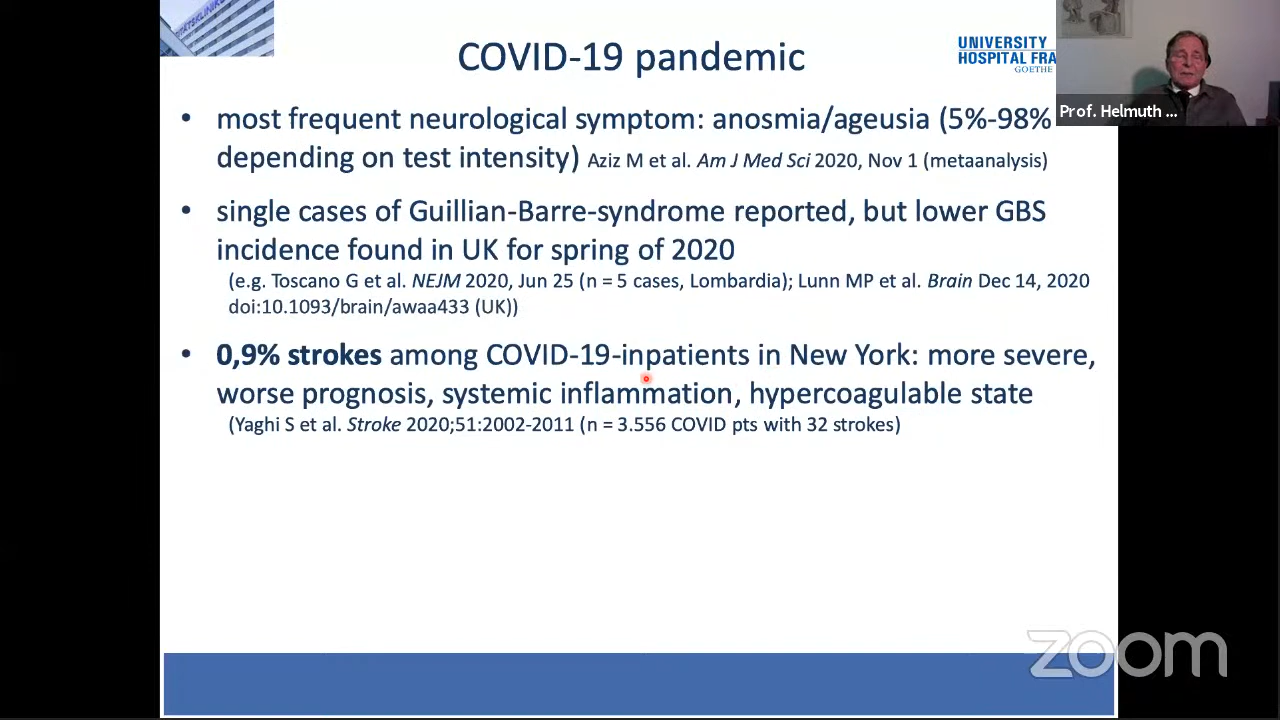 COVID-19 pandemic
UNIVERSITY
HOSPITAL FRA
GOETHE
Prof. Helmuth ...
• most frequent neurological symptom: anosmia/ageusia (5%-98%
depending on test intensity) Aziz M et al. Am J Med Sci 2020, Nov 1 (metaanalysis)
• single cases of Guillian-Barre-syndrome reported, but lower GBS
incidence found in UK for spring of 2020
(e.g. Toscano G et al. NEJM 2020, Jun 25 (n = 5 cases, Lombardia); Lunn MP et al. Brain Dec 14, 2020
doi:10.1093/brain/awaa433 (UK))
• 0,9% strokes among COVID-19-inpatients in New York: more severe,
worse prognosis, systemic inflammation, hypercoagulable state
(Yaghi S et al. Stroke 2020;51:2002-2011 (n = 3.556 COVID pts with 32 strokes)
zoom